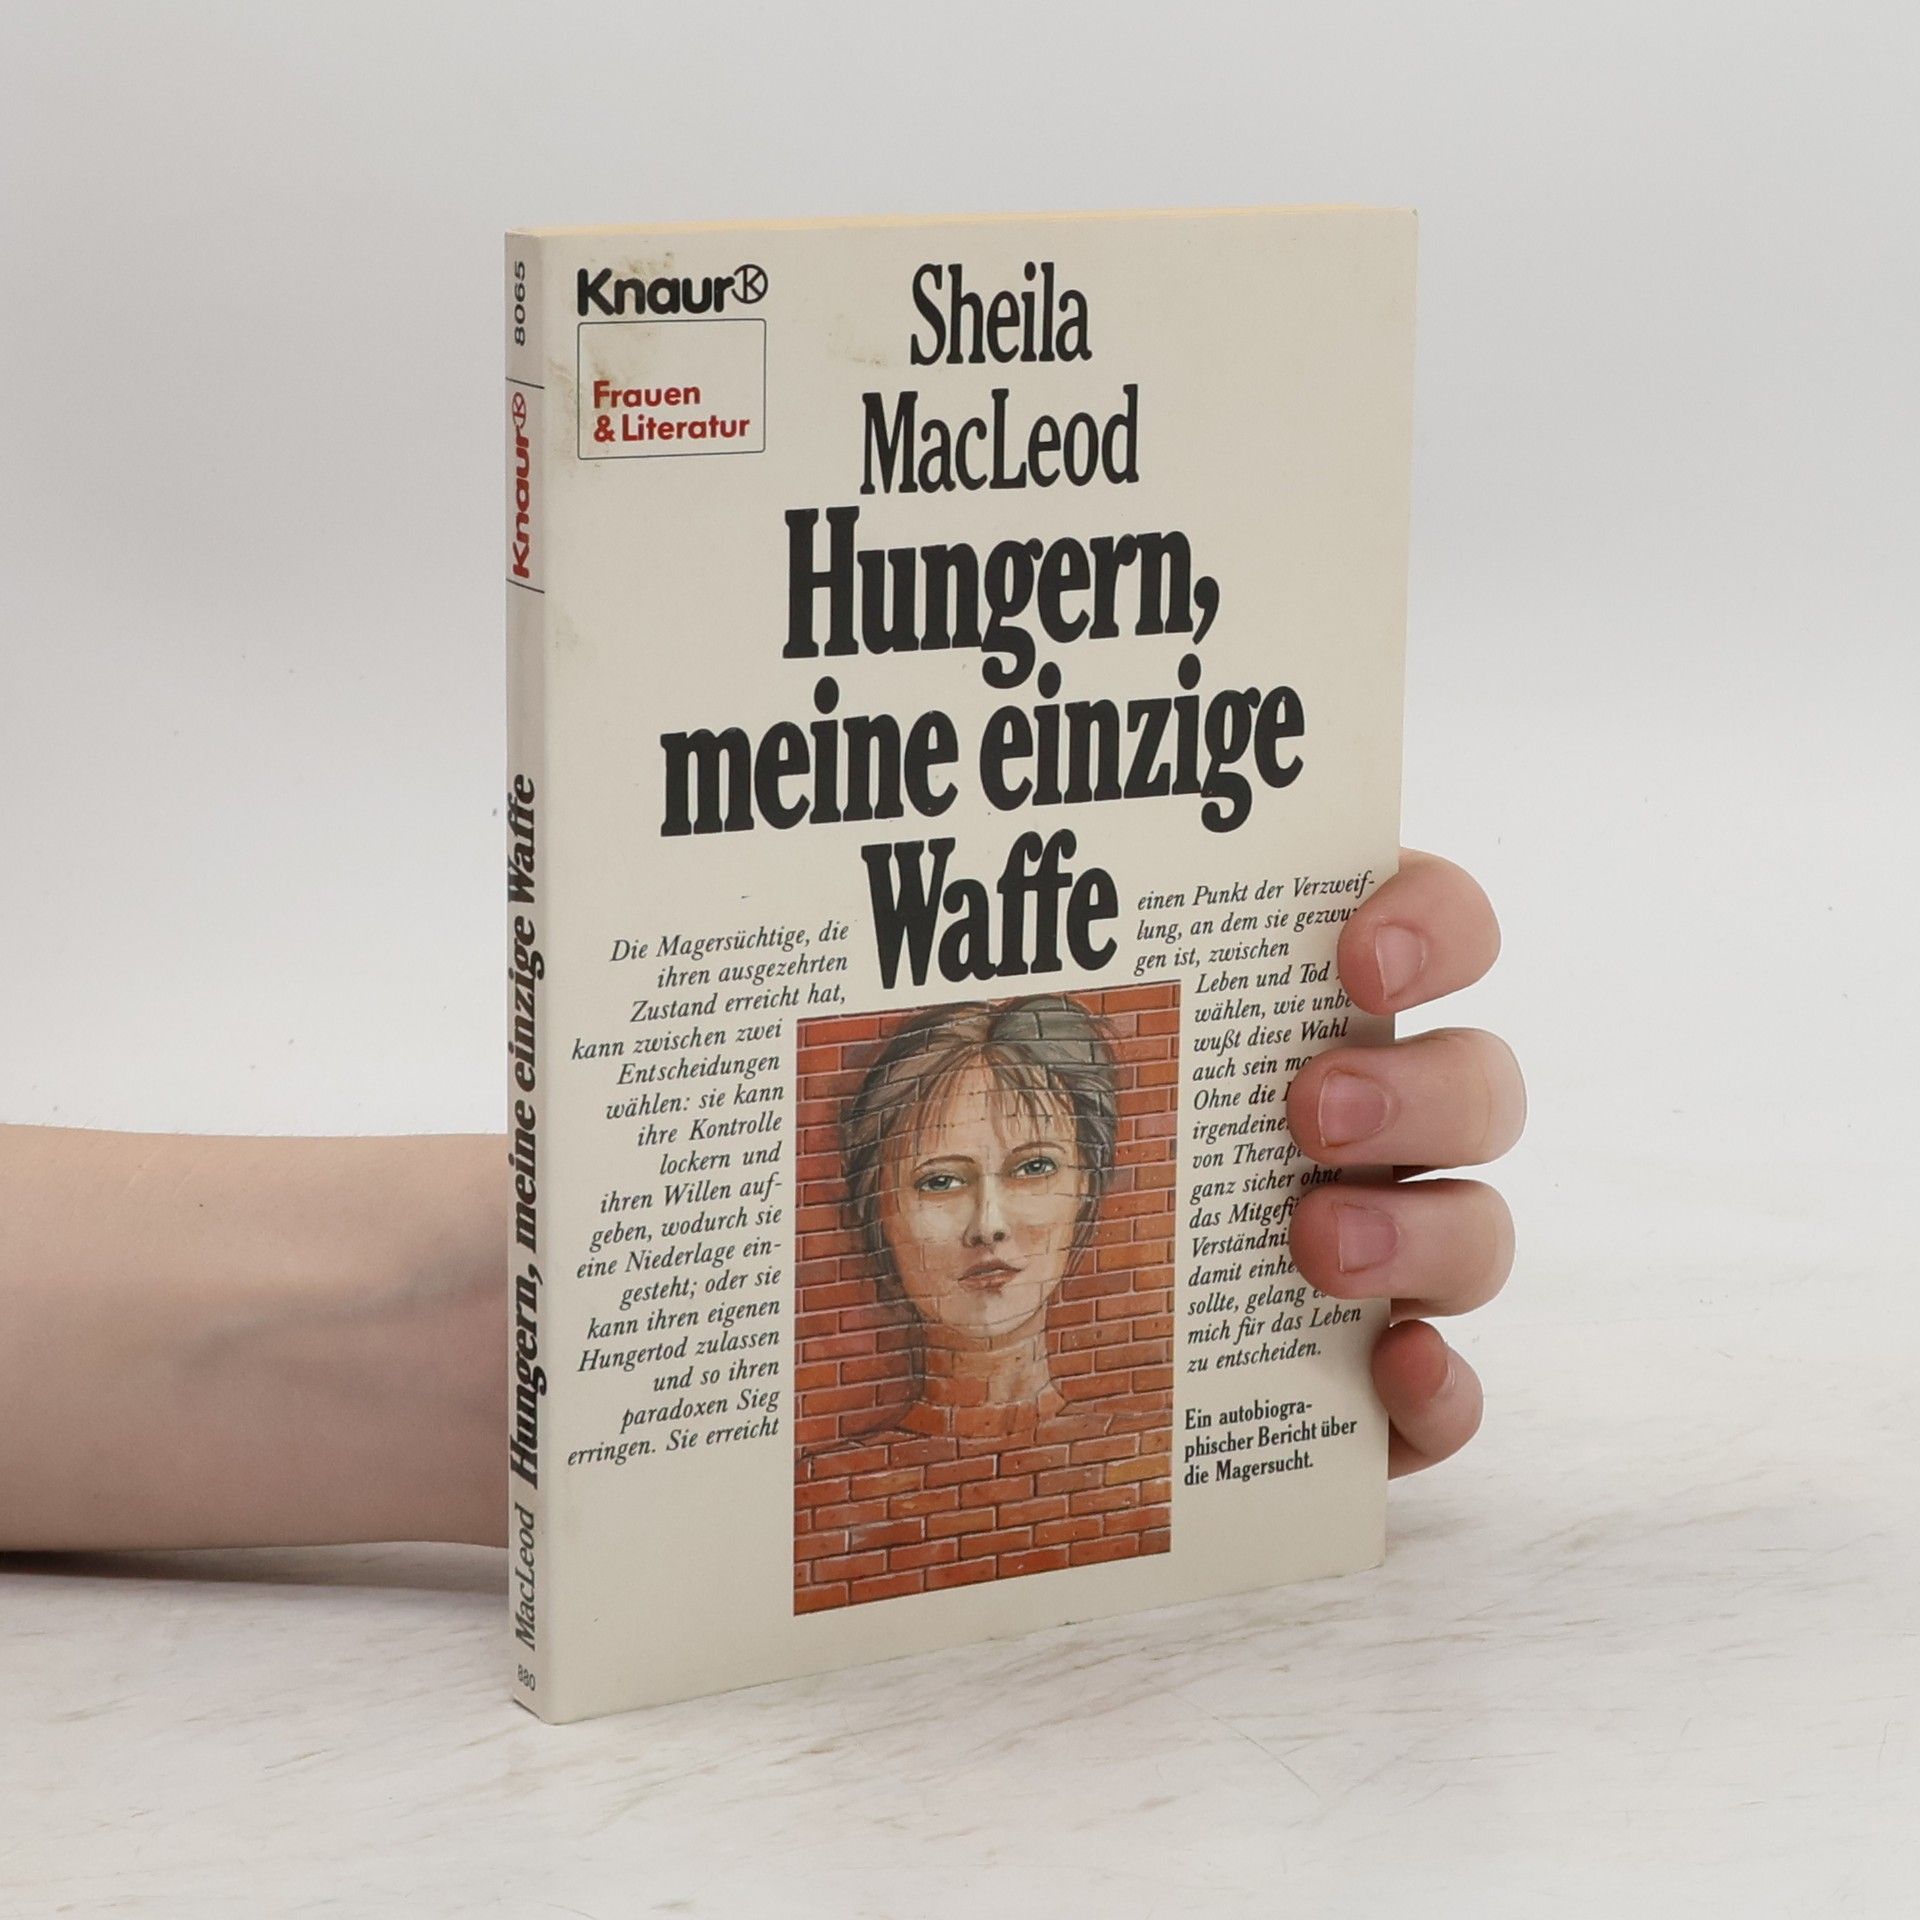 8065
Knaur
MacLeod Hungern, meine einzige Waffe
880
Knaur
Frauen
& Literatur
Sheila
MacLeod
Hungern,
meine einzige
Waffe
Die Magersüchtige, die
ihren ausgezehrten
Zustand erreicht hat,
kann zwischen zwei
Entscheidungen
wählen: sie kann
ihre Kontrolle
lockern und
ihren Willen auf-
geben, wodurch sie
eine Niederlage ein-
gesteht; oder sie
kann ihren eigenen
Hungertod zulassen
und so ihren
paradoxen Sieg
erringen. Sie erreicht
einen Punkt der Verzweif-
lung, an dem sie
gen ist, zwischen
Leben und Tod
wählen, wie
wußt diese Wahl
auch sein
Ohne die
von
ganz sicher ohne
das
damit
sollte, gelang
mich für das Leben
zu entscheiden.
Ein autobiogra-
phischer Bericht über
die Magersucht.